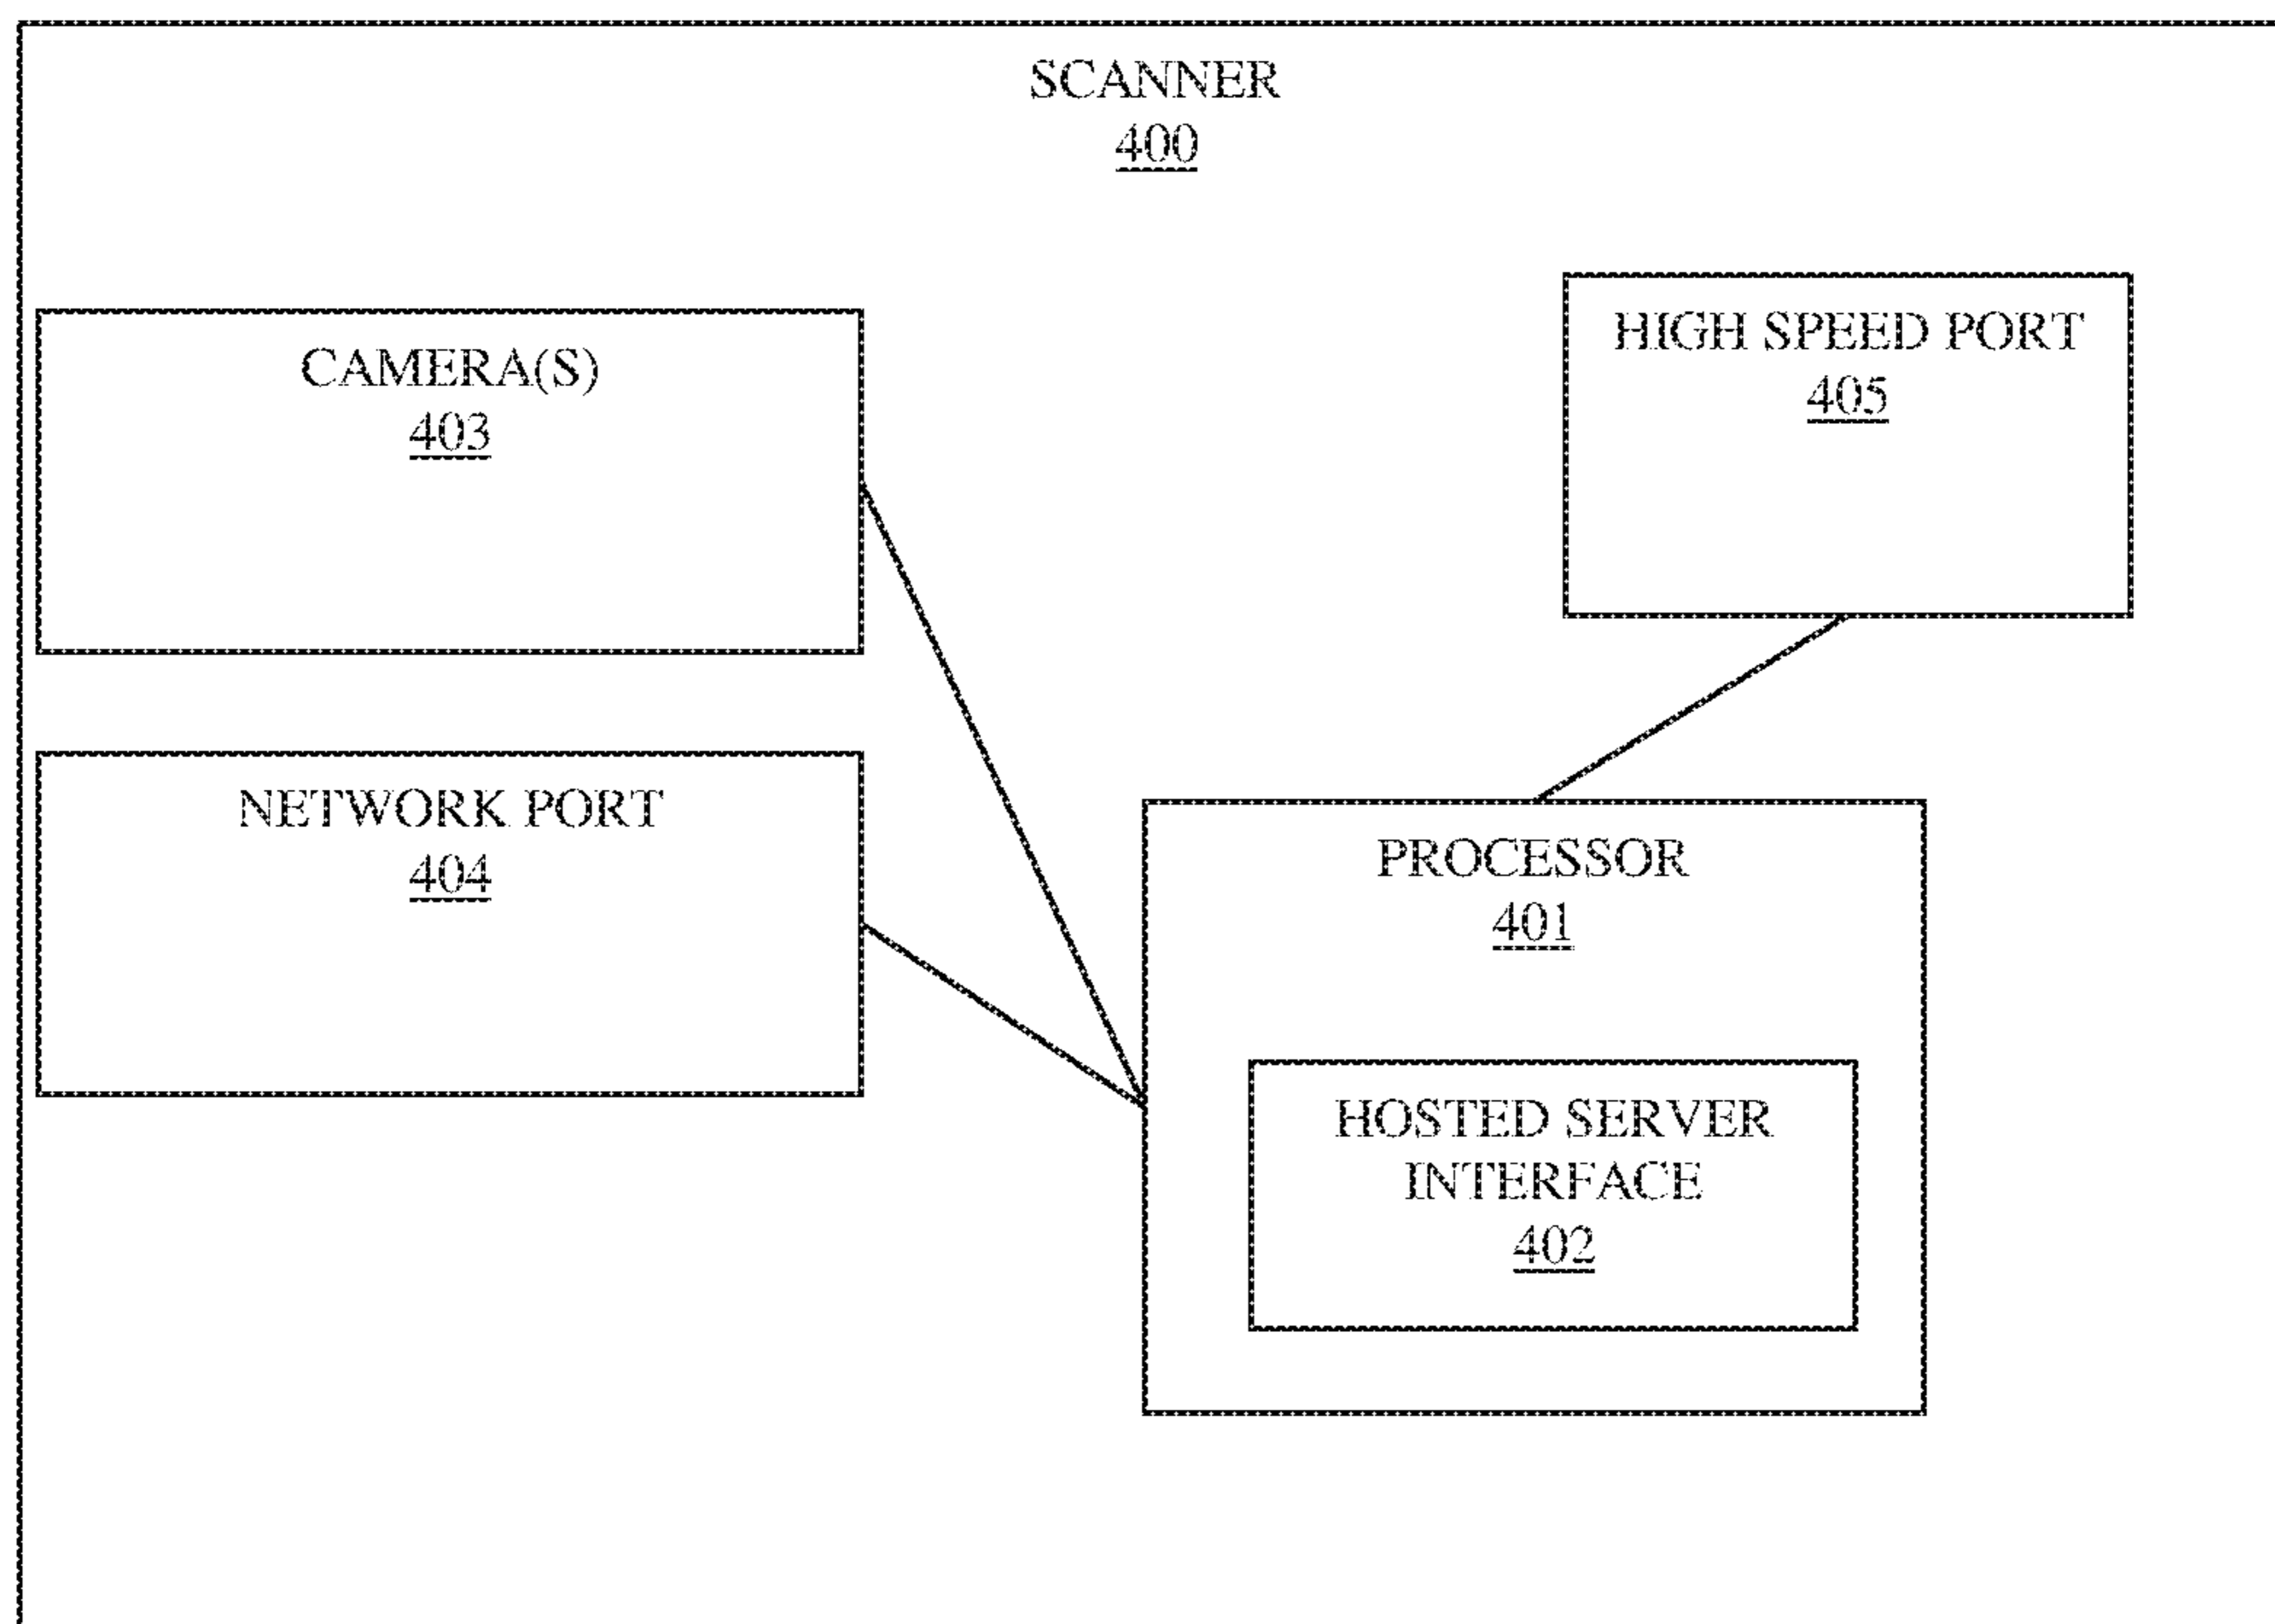 SCANNER
400
CAMERA(S)
403
HIGH SPEED PORT
405
NETWORK PORT
404
PROCESSOR
401
HOSTED SERVER
INTERFACE
402